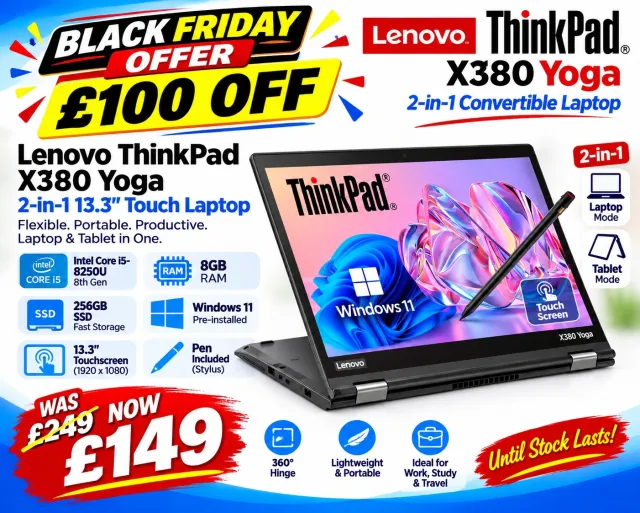 BLACK FRIDAY
OFFER
£100 OFF
Lenovo ThinkPad®
X380 Yoga
2-in-1 Convertible Laptop
Lenovo ThinkPad
X380 Yoga
2-in-1 13.3" Touch Laptop
Flexible. Portable. Productive.
Laptop & Tablet in One.
intel
CORE i5
Intel Core i5-
8250U
8th Gen
RAM
8GB
RAM
SSD
256GB
SSD
Fast Storage
Windows 11
Pre-installed
13.3"
Touchscreen
(1920 x 1080)
Pen
Included
(Stylus)
ThinkPad®
Windows 11
Touch
Screen
X380 Yoga
Lenovo
2-in-1
Laptop
Mode
Tablet
Mode
WAS
£249
NOW
£149
360°
Hinge
Lightweight
& Portable
Ideal for
Work, Study
& Travel
Until Stock Lasts!